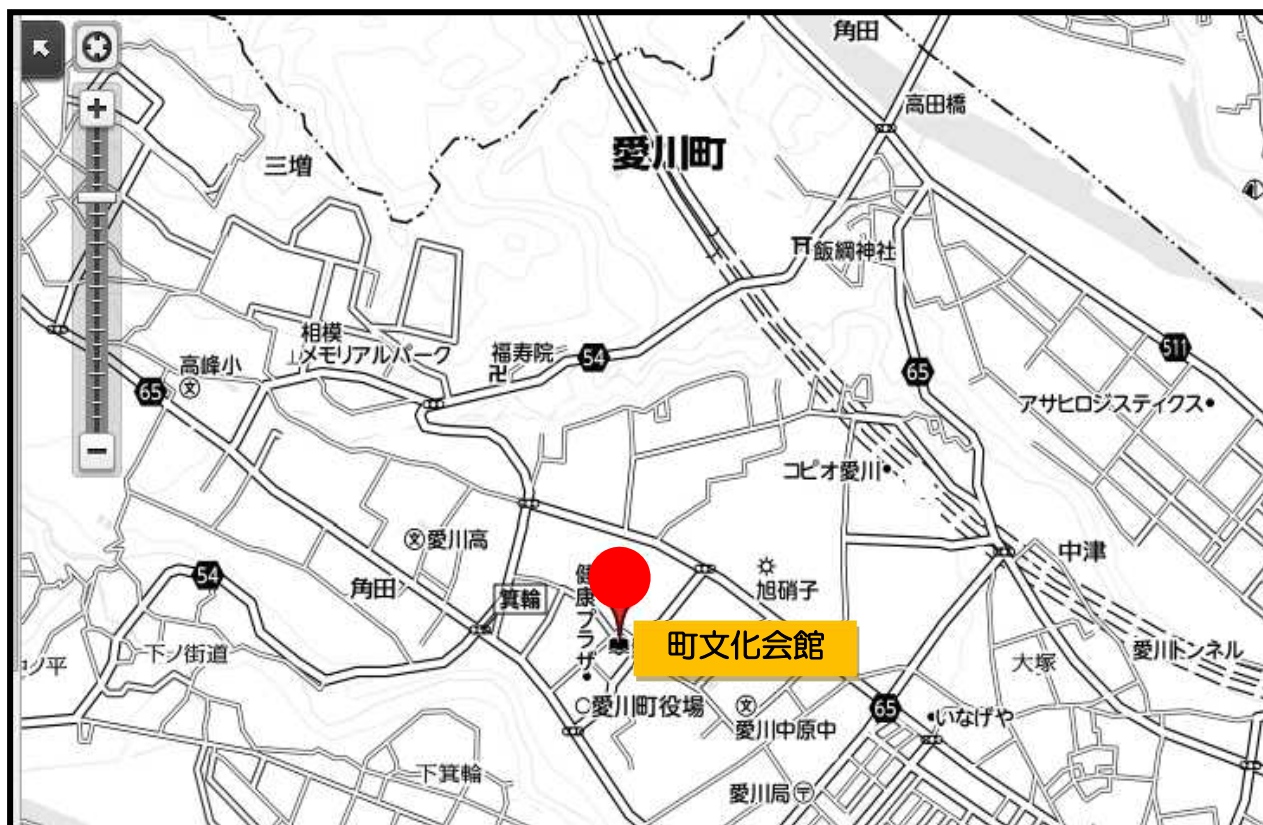 角田
高田橋
愛川町
三増
飯綱神社
相模
メモリアルパーク
福寿院
54
511
高峰小
65
65
アサヒロジスティクス
コピオ愛川
愛川高
中津
54
角田
箕輪
健康プラザ
旭硝子
町文化会館
下ノ街道
大塚
愛川トンネル
愛川町役場
65
いなげや
愛川中原中
下箕輪
愛川局